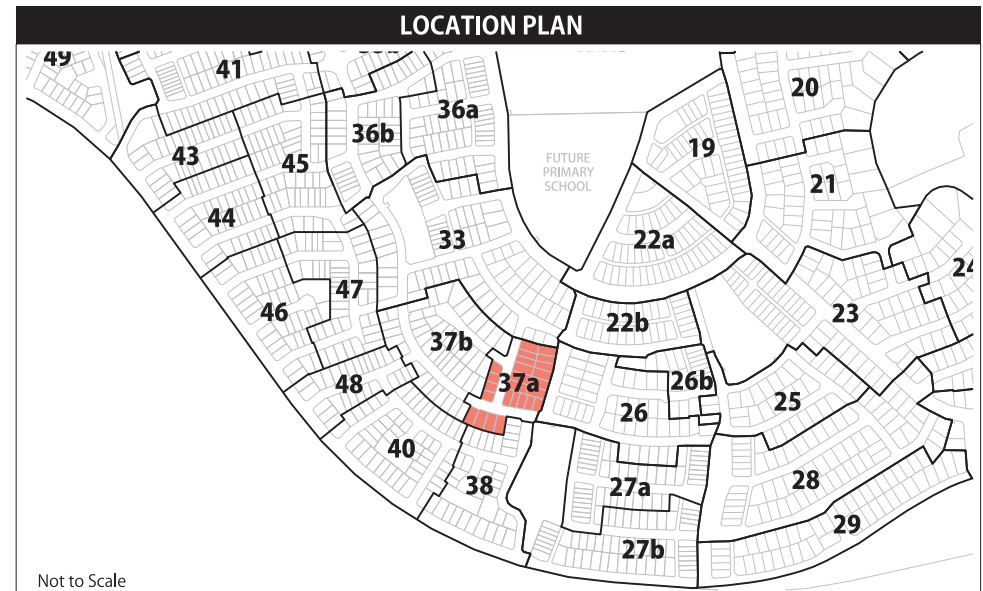 LOCATION PLAN
49
41
20
36a
36b
19
43
45
FUTURE
PRIMARY
SCHOOL
21
44
33
22a
24
47
46
23
22b
37b
48
37a
26b
25
26
40
38
27a
28
29
27b
Not to Scale